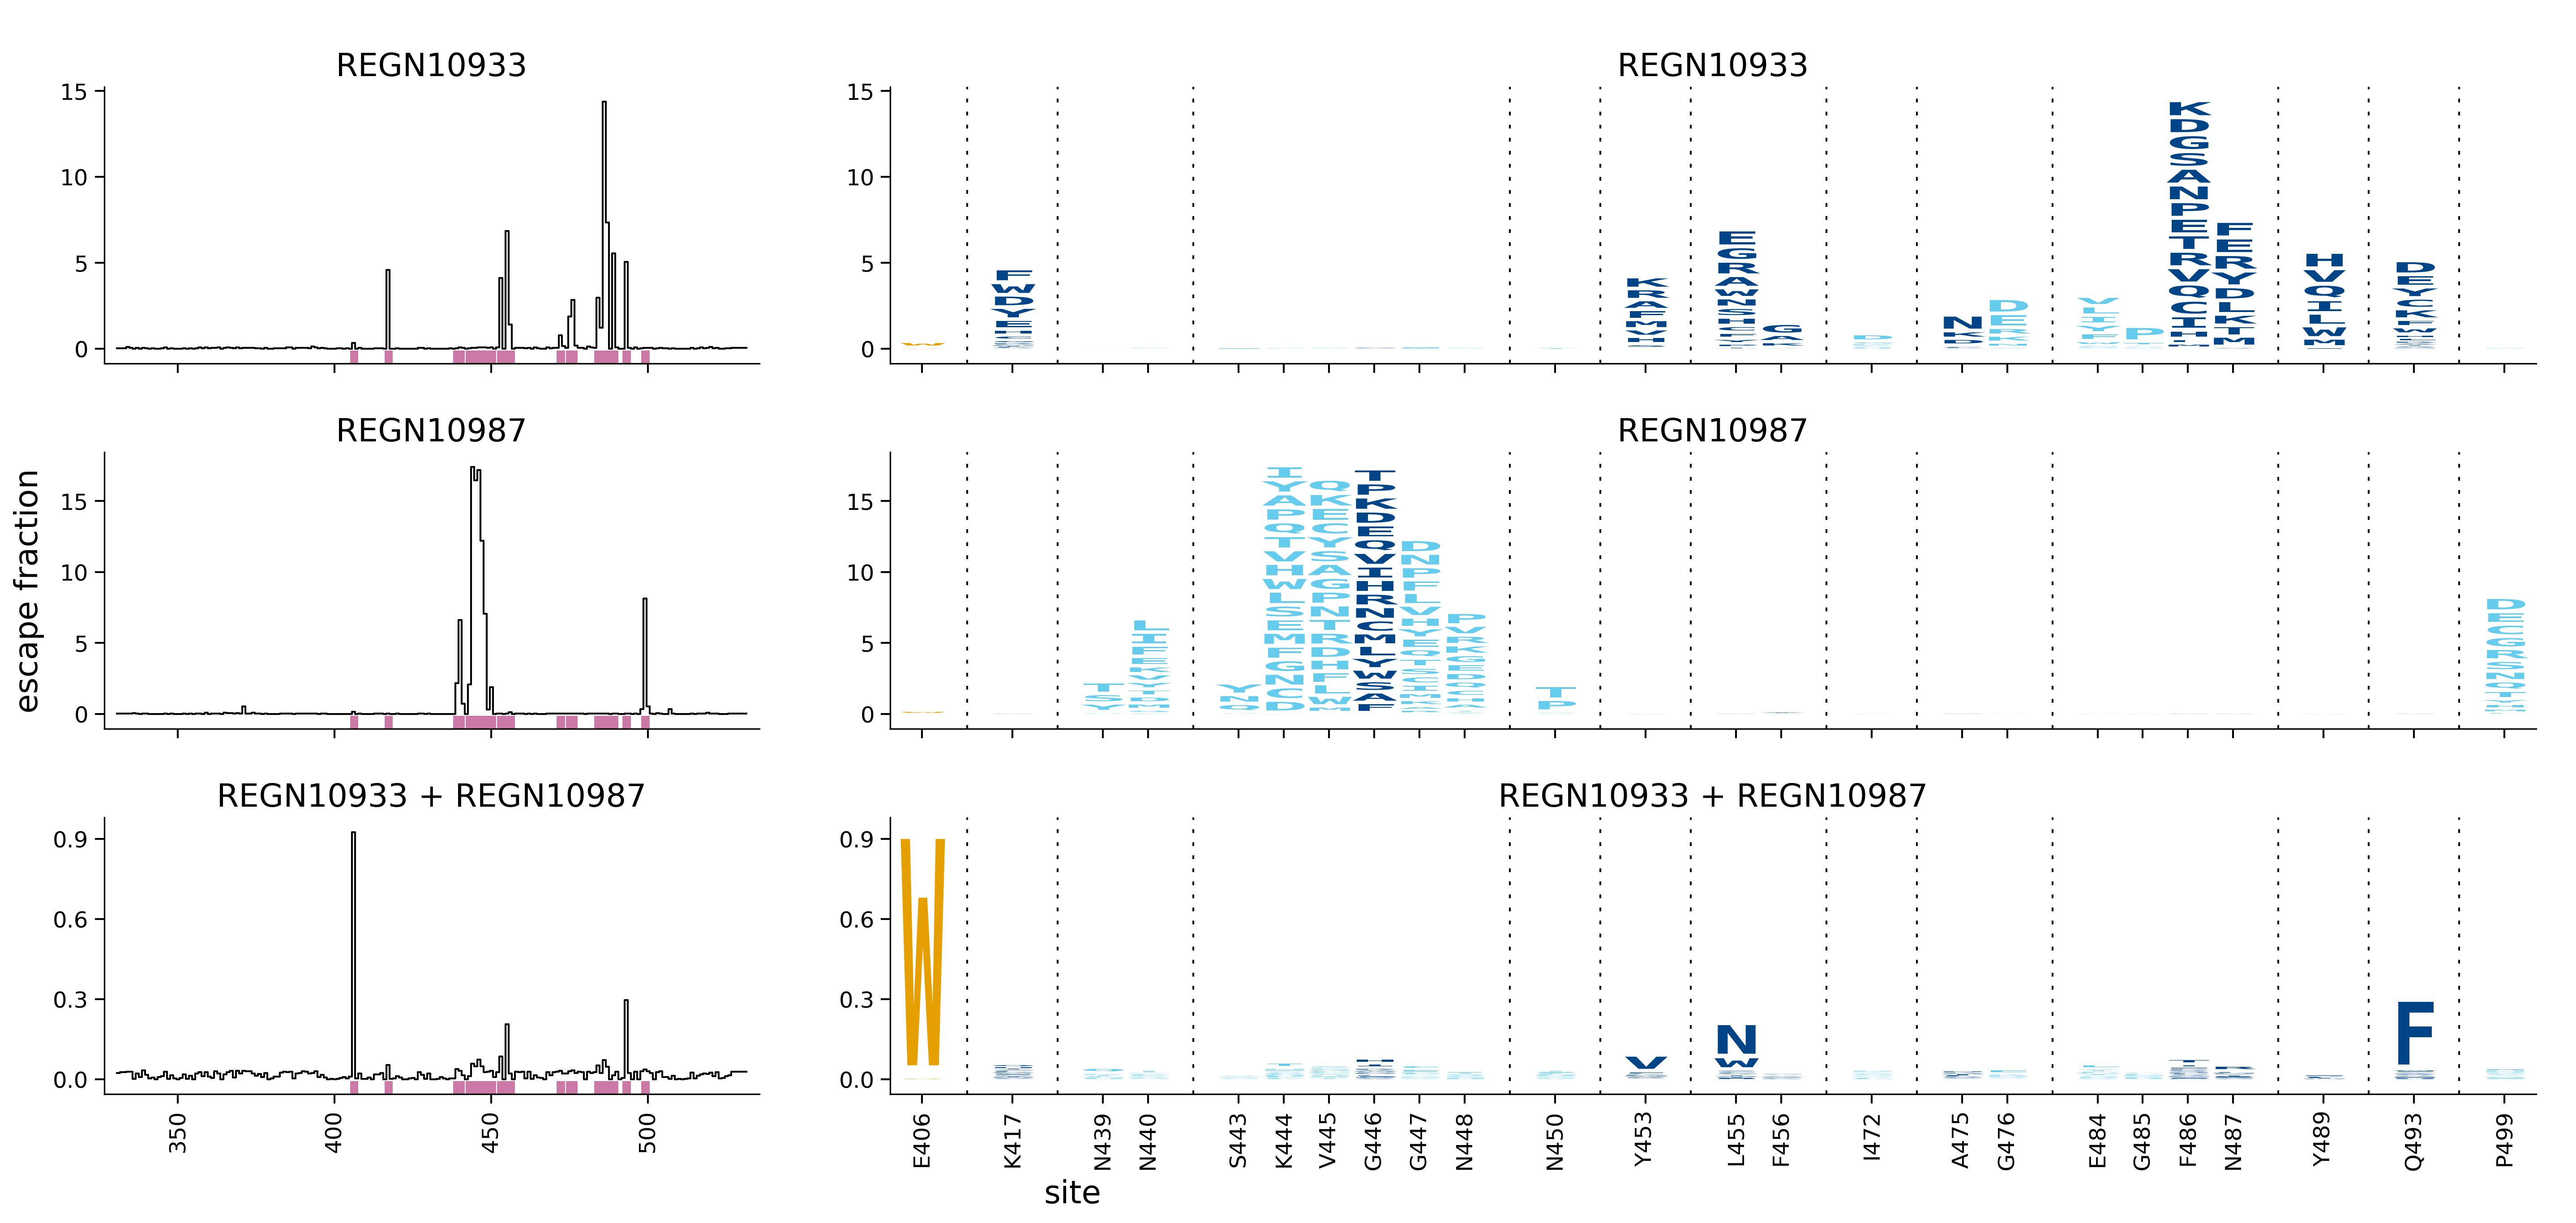 REGN10933
REGN10933
15
10
5
0
15
10
5
0
F
W
D
Y
E
K
R
A
F
M
V
H
E
G
R
A
W
N
S
H
G
A
K
D
N
K
D
D
E
R
K
N
V
L
I
Y
F
P
K
D
G
S
A
N
P
E
T
R
V
Q
C
I
H
F
E
R
Y
D
L
K
T
M
H
V
Q
I
L
W
M
D
E
Y
C
K
F
W
REGN10987
REGN10987
escape fraction
15
10
5
0
15
10
5
0
T
S
Y
L
I
F
E
K
V
Y
T
D
M
Y
N
Q
I
Y
A
P
Q
T
V
H
W
L
S
E
M
F
G
N
C
D
Q
K
E
C
Y
S
A
G
P
N
T
R
D
H
F
L
W
M
T
P
K
D
E
Q
V
I
H
R
N
C
M
L
Y
W
S
A
F
D
N
P
F
L
V
H
Y
E
Q
T
S
C
I
M
K
P
V
R
K
G
E
D
Q
C
H
T
P
D
E
C
G
R
S
N
Q
T
REGN10933 + REGN10987
REGN10933 + REGN10987
0.9
0.6
0.3
0.0
0.9
0.6
0.3
0.0
W
V
N
W
F
350
400
450
500
E406
K417
N439
N440
S443
K444
V445
G446
G447
N448
N450
Y453
L455
F456
I472
A475
G476
E484
G485
F486
N487
Y489
Q493
P499
site